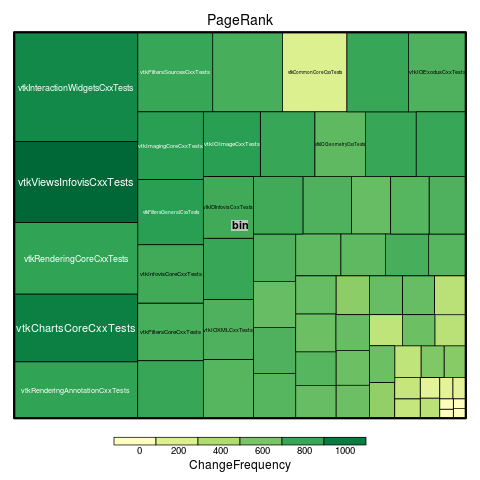 PageRank
vtkInteractionWidgetsCxxTests
vtkViewsInfovisCxxTests
vtkRenderingCoreCxxTests
vtkChartsCoreCxxTests
vtkRenderingAnnotationCxxTests
vtkFiltersSourcesCxxTests
vtkCommonCoreCxxTests
vtkIOExodusCxxTests
vtkImagingCoreCxxTests
vtkIOImageCxxTests
vtkIOGeometryCxxTests
vtkFiltersGeneralCxxTests
vtkIOInfovisCxxTests
bin
vtkInfovisCoreCxxTests
vtkFiltersCoreCxxTests
vtkIOXMLCxxTests
0 200 400 600 800 1000
ChangeFrequency